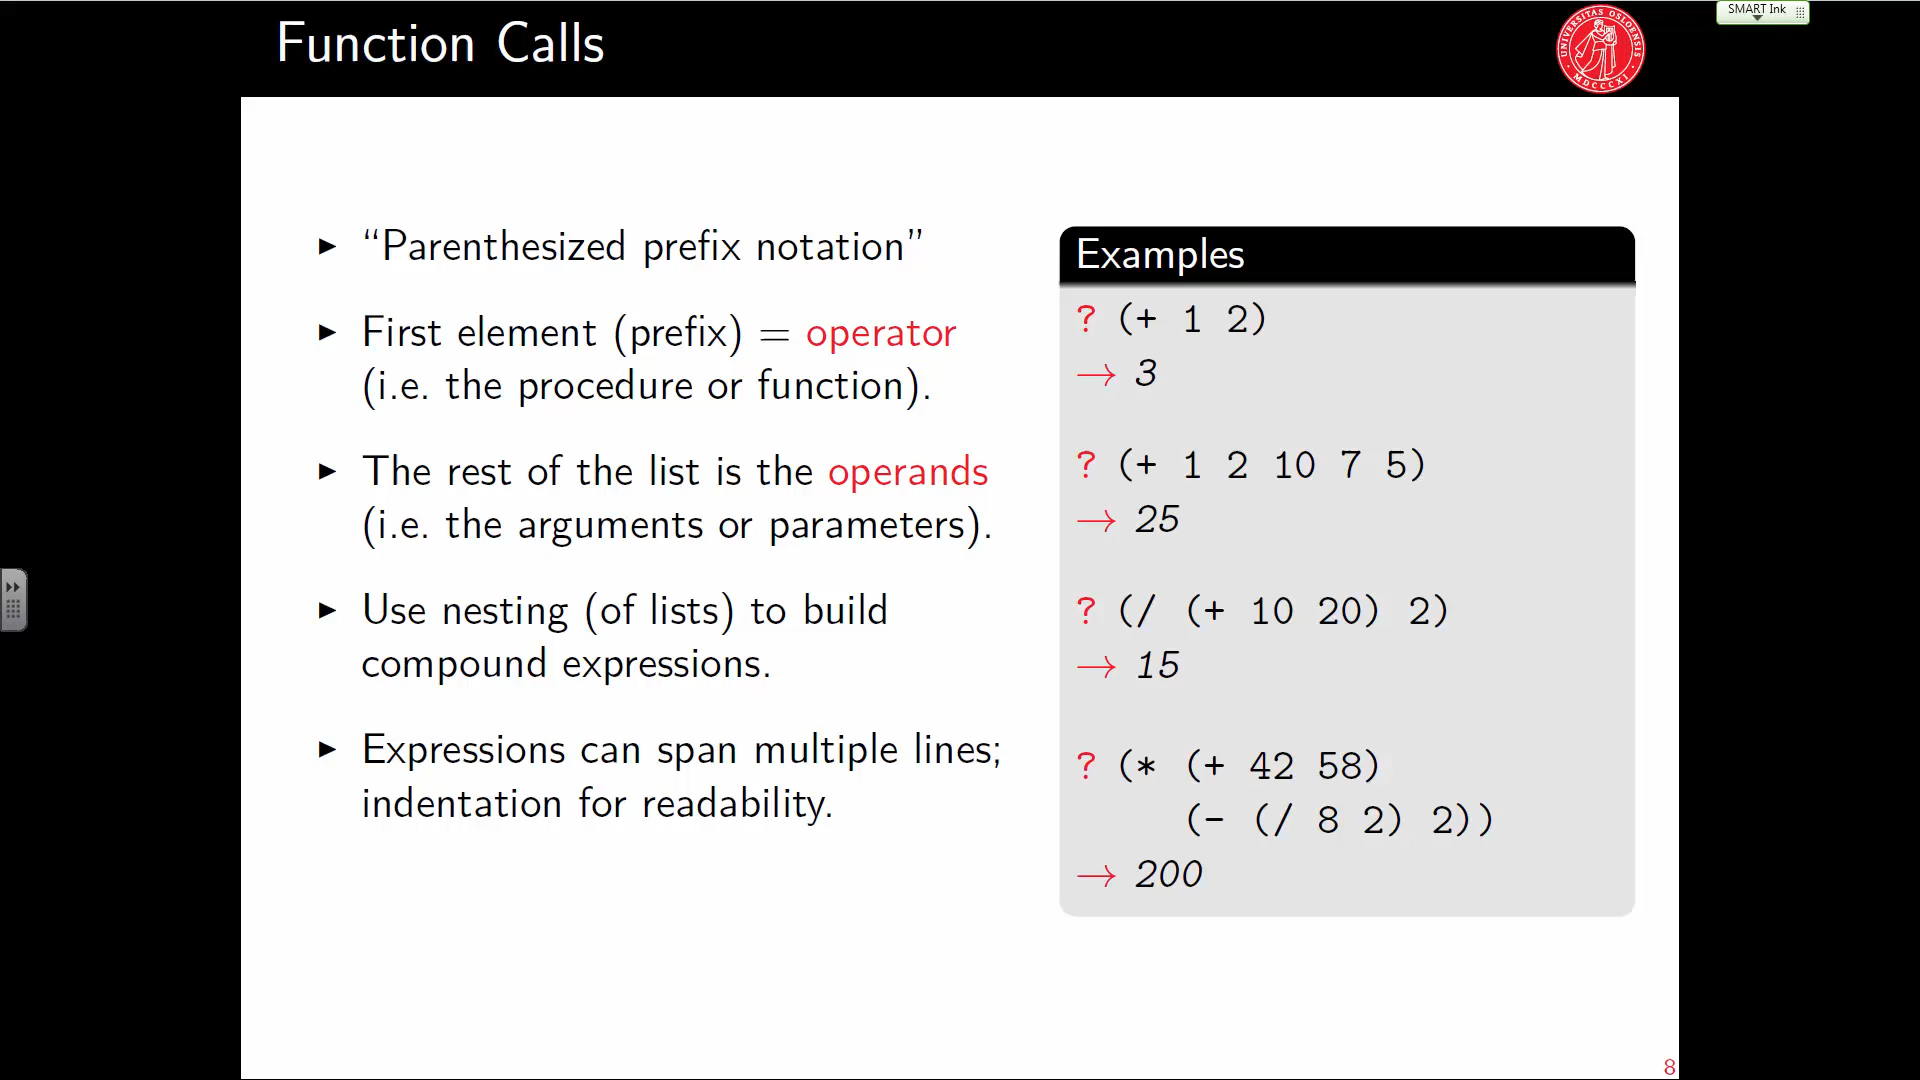 Function Calls
UNIVERSITAS OSLOENSIS
MDCCCXI
SMART Ink
▶ “Parenthesized prefix notation”
▶ First element (prefix) = operator
(i.e. the procedure or function).
▶ The rest of the list is the operands
(i.e. the arguments or parameters).
▶ Use nesting (of lists) to build
compound expressions.
▶ Expressions can span multiple lines;
indentation for readability.
Examples
? (+ 1 2)
→ 3
? (+ 1 2 10 7 5)
→ 25
? (/ (+ 10 20) 2)
→ 15
? (* (+ 42 58)
(- (/ 8 2) 2))
→ 200
8